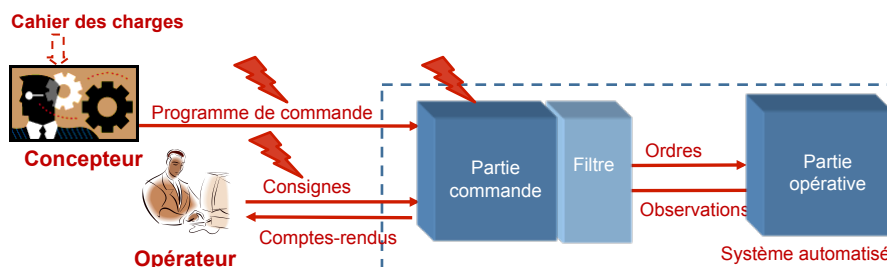 Cahier des charges
Programme de commande
Concepteur
Consignes
Comptes-rendus
Opérateur
Partie
commande
Filtre
Ordres
Observations
Partie
opérative
Système automatisé